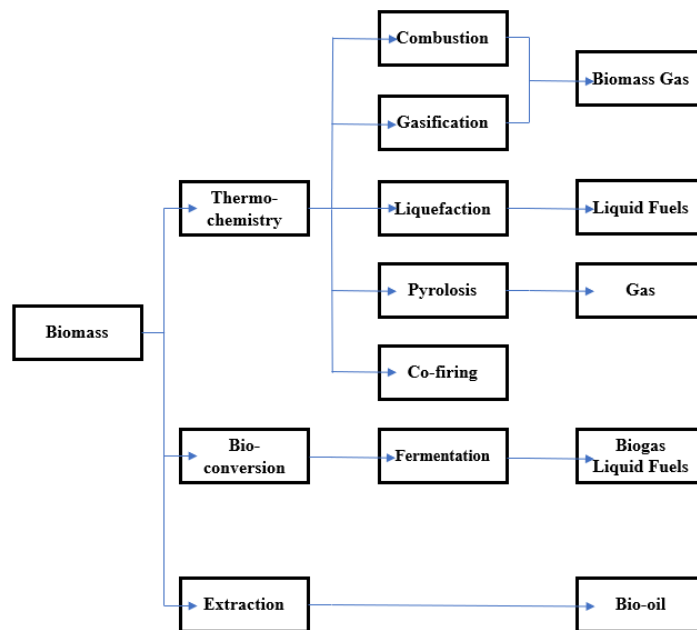 Combustion
Biomass Gas
Gasification
Thermo-
chemistry
Liquefaction
Liquid Fuels
Pyrolosis
Gas
Biomass
Co-firing
Bio-
conversion
Fermentation
Biogas
Liquid Fuels
Extraction
Bio-oil